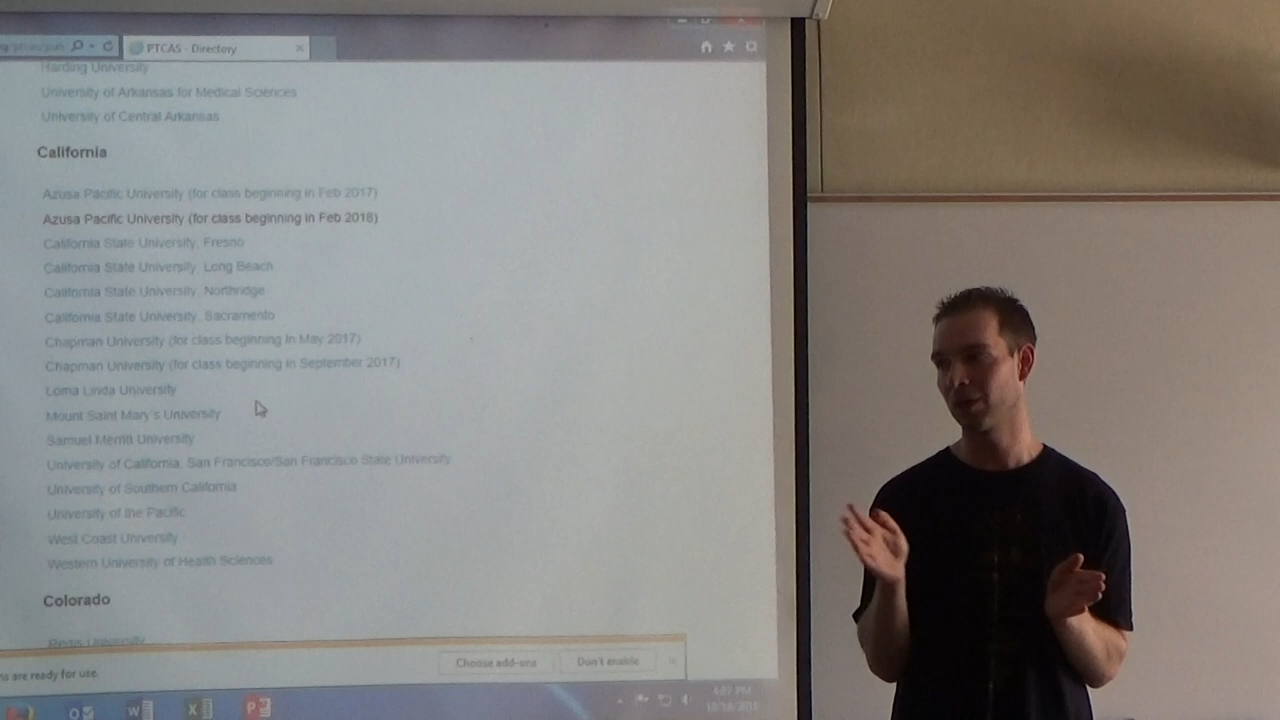 PTCAS - Directory
Harding University
University of Arkansas for Medical Sciences
University of Central Arkansas
California
Azusa Pacific University (for class beginning in Feb 2017)
Azusa Pacific University (for class beginning in Feb 2018)
California State University, Fresno
California State University, Long Beach
California State University, Northridge
California State University, Sacramento
Chapman University (for class beginning in May 2017)
Chapman University (for class beginning in September 2017)
Loma Linda University
Mount Saint Mary's University
Samuel Merritt University
University of California, San Francisco/San Francisco State University
University of Southern California
University of the Pacific
West Coast University
Western University of Health Sciences
Colorado
Regis University
ns are ready for use.
Choose add-ons
Don't enable